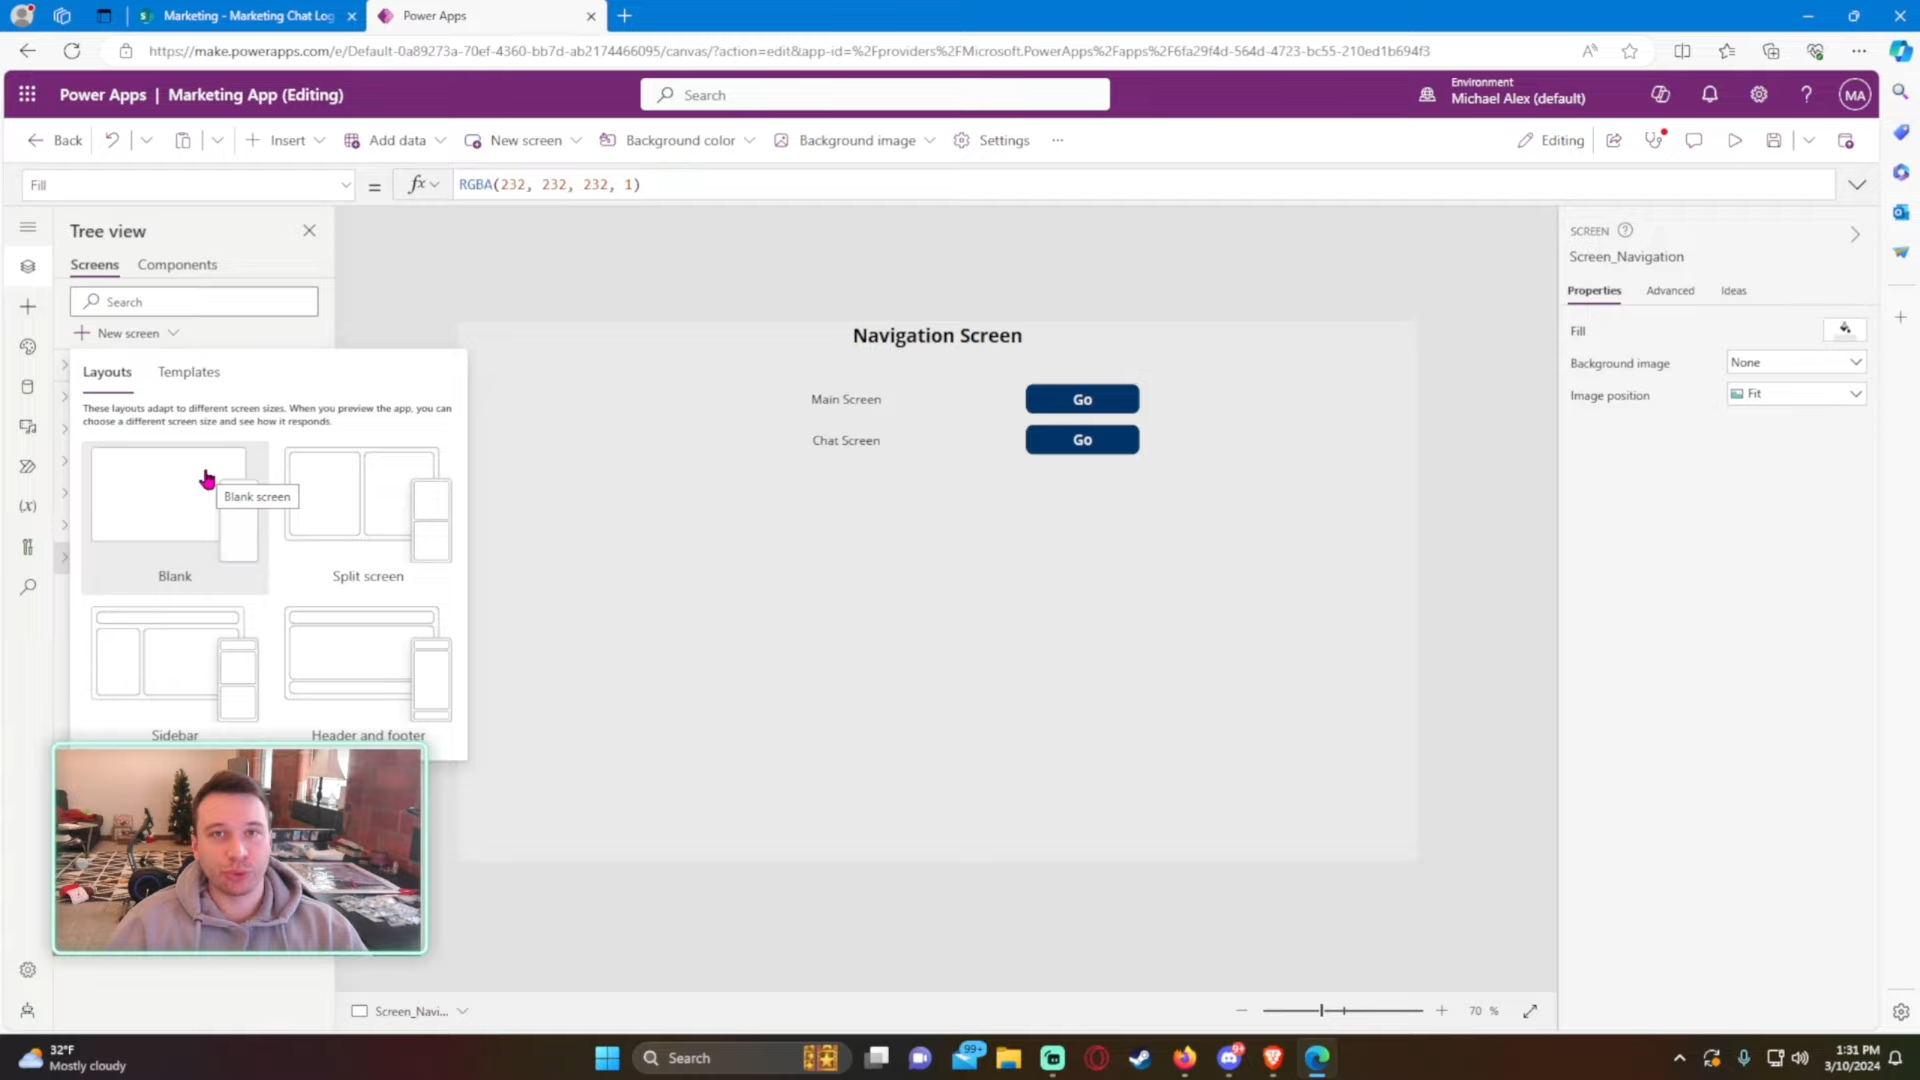 Marketing - Marketing Chat Log
Power Apps
https://make.powerapps.com/e/Default-0a89273a-70ef-4360-bb7d-ab2174466095/canvas/?action=edit&app-id=%2Fproviders%2FMicrosoft.PowerApps%2Fapps%2F6fa29f4d-564d-4723-bc55-210ed1b694f3
Power Apps | Marketing App (Editing)
Search
Environment
Michael Alex (default)
MA
Back
Insert
Add data
New screen
Background color
Background image
Settings
Editing
Fill
=
fx
RGBA(232, 232, 232, 1)
Tree view
Screens
Components
Search
New screen
Layouts
Templates
These layouts adapt to different screen sizes. When you preview the app, you can
choose a different screen size and see how it responds.
Blank screen
Blank
Split screen
Sidebar
Header and footer
Navigation Screen
Main Screen
Go
Chat Screen
Go
SCREEN
Screen_Navigation
Properties
Advanced
Ideas
Fill
Background image
None
Image position
Fit
Screen_Navi...
70 %
32°F
Mostly cloudy
Search
99+
9+
1:31 PM
3/10/2024